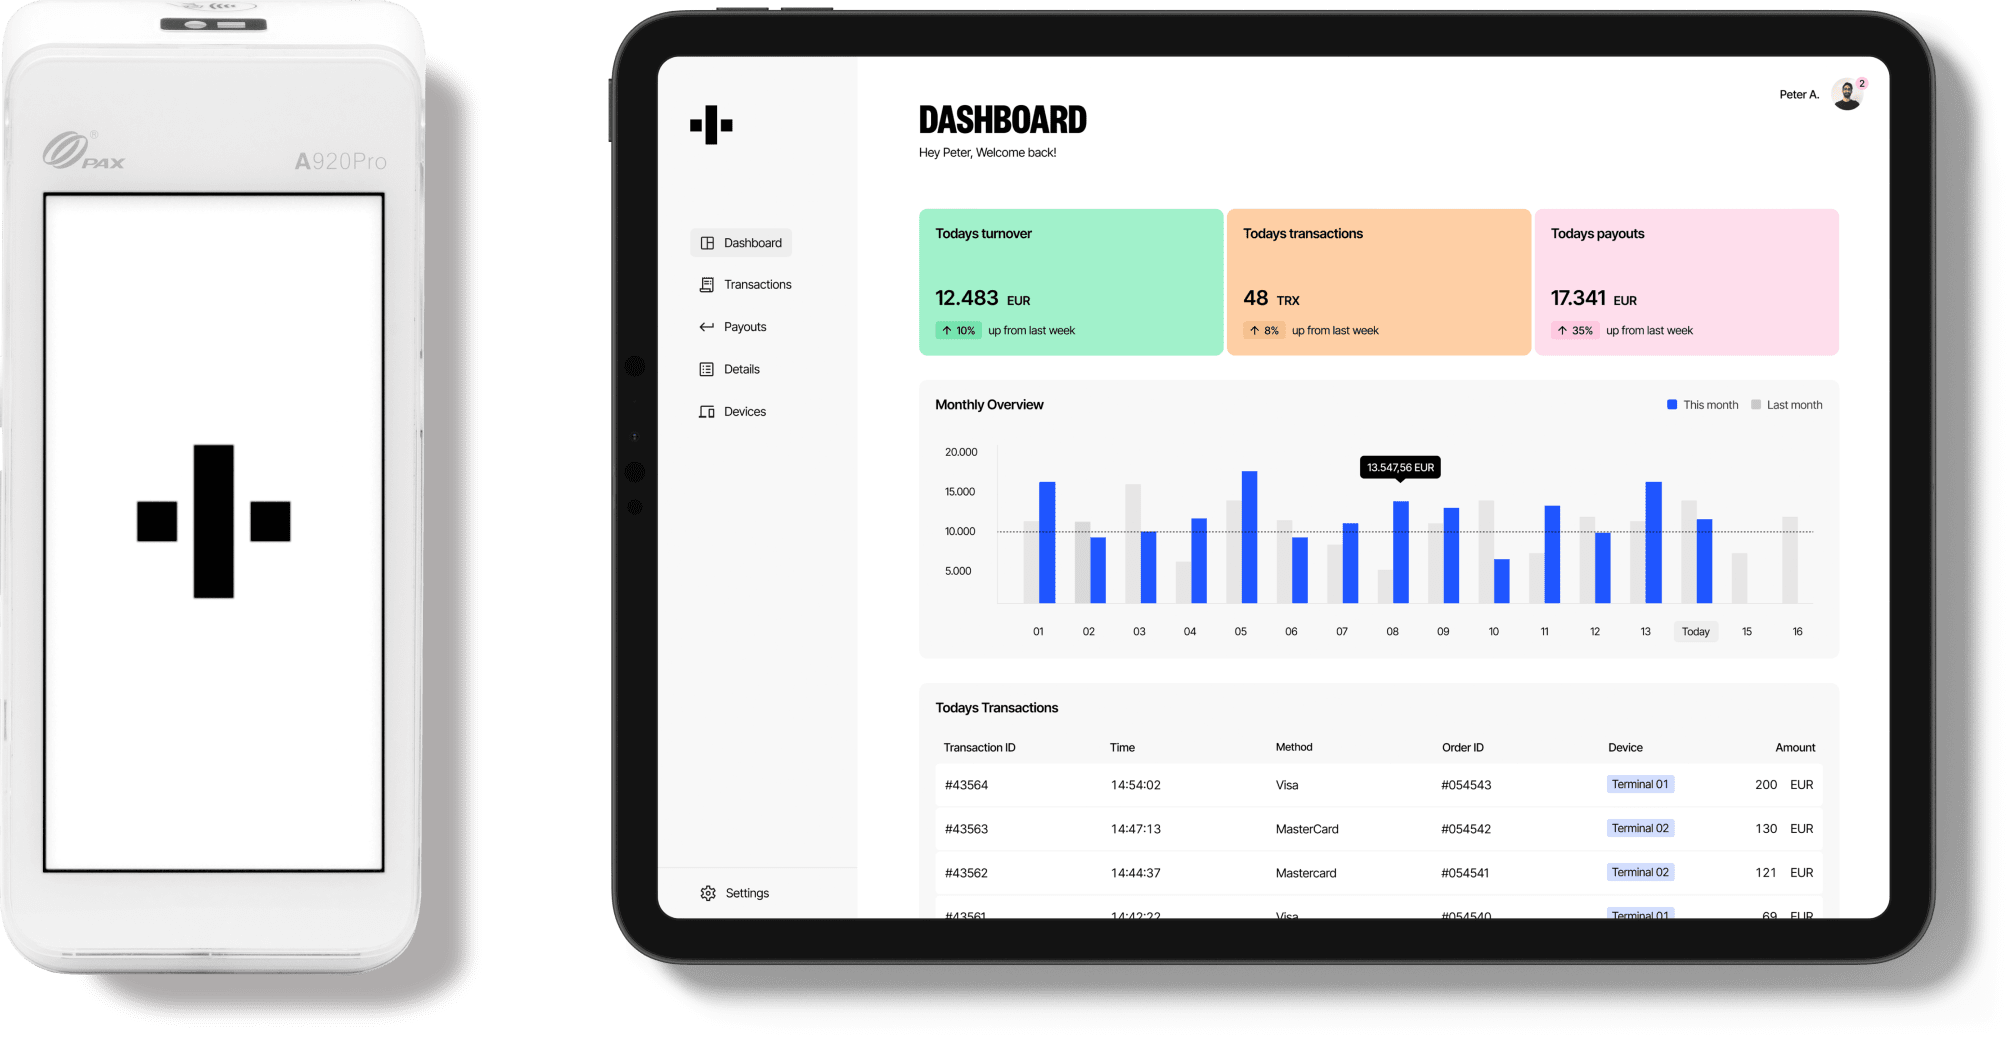 PAX®
A920Pro
Peter A.
2
DASHBOARD
Hey Peter, Welcome back!
Dashboard
Transactions
Payouts
Details
Devices
Settings
Todays turnover
12.483 EUR
10% up from last week
Todays transactions
48 TRX
8% up from last week
Todays payouts
17.341 EUR
35% up from last week
Monthly Overview
This month Last month
20.000
15.000
10.000
5.000
13.547,56 EUR
01 02 03 04 05 06 07 08 09 10 11 12 13 Today 15 16
Todays Transactions
Transaction ID Time Method Order ID Device Amount
#43564 14:54:02 Visa #054543 Terminal 01 200 EUR
#43563 14:47:13 MasterCard #054542 Terminal 02 130 EUR
#43562 14:44:37 Mastercard #054541 Terminal 02 121 EUR
#43561 14:42:22 Visa #054540 Terminal 01 69 EUR